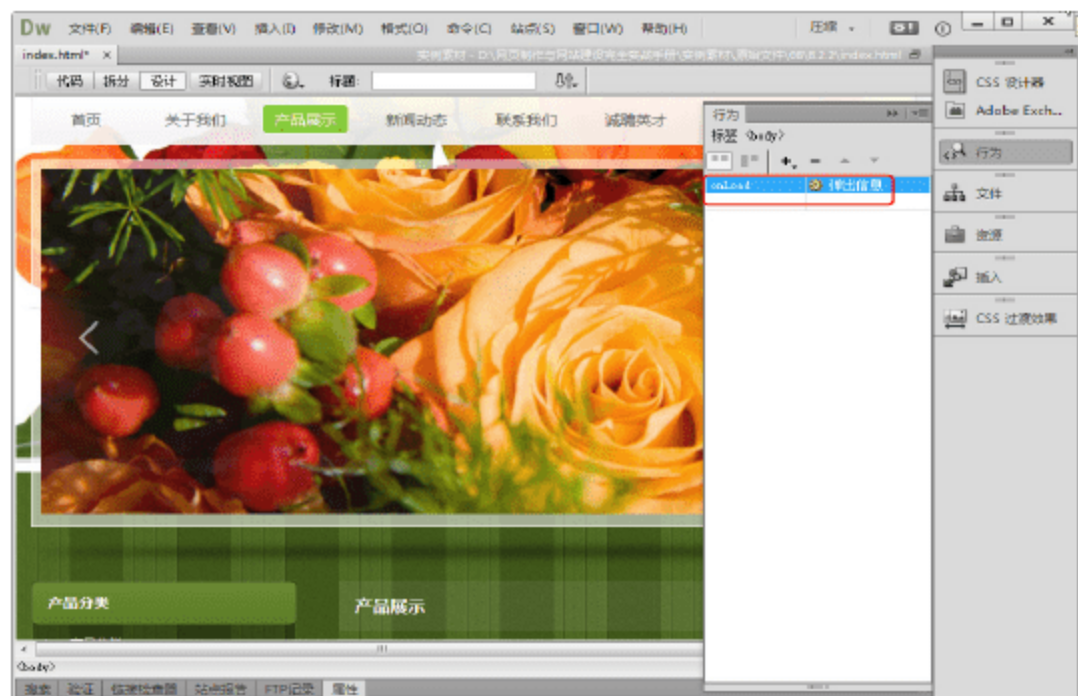 Dw 文件(F) 编辑(E) 查看(V) 插入(I) 修改(M) 格式(O) 命令(C) 站点(S) 窗口(W) 帮助(H) 压缩
index.html* ×
代码 拆分 设计 实时视图 标题:
首页 关于我们 产品展示 新闻动态 联系我们 诚聘英才
行为
标签 <body>
onLoad 弹出信息
CSS 设计器
Adobe Exch...
行为
文件
资源
插入
CSS 过渡效果
产品分类
产品展示
<body>
搜索 验证 链接检查器 站点报告 FTP记录 属性